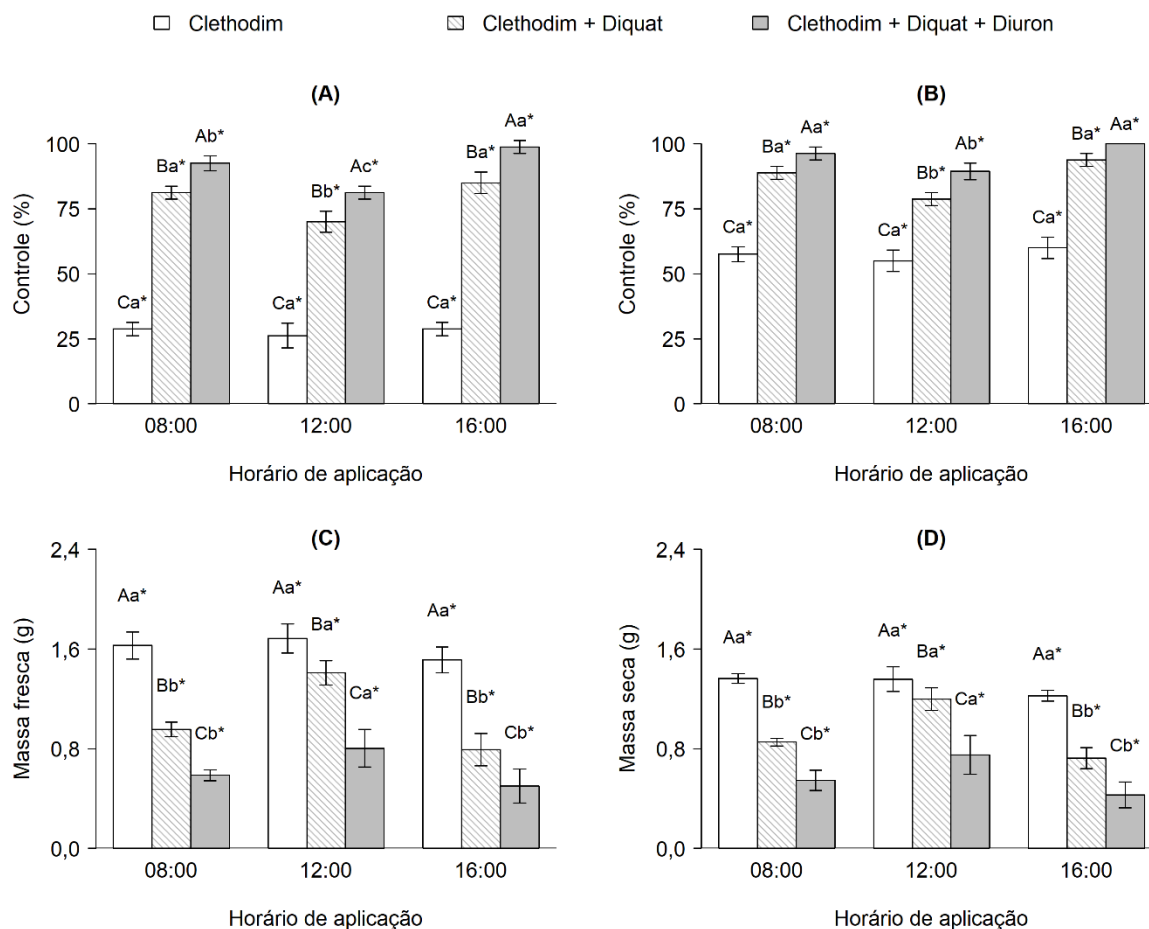 Clethodim Clethodim + Diquat Clethodim + Diquat + Diuron
(A)
Controle (%)
100
75
50
25
0
Ca* Ba* Ab*
Ca* Bb* Ac*
Ca* Ba* Aa*
08:00 12:00 16:00
Horário de aplicação
(B)
Controle (%)
100
75
50
25
0
Ca* Ba* Aa*
Ca* Bb* Ab*
Ca* Ba* Aa*
08:00 12:00 16:00
Horário de aplicação
(C)
Massa fresca (g)
2,4
1,6
0,8
0,0
Aa* Bb* Cb*
Aa* Ba* Ca*
Aa* Bb* Cb*
08:00 12:00 16:00
Horário de aplicação
(D)
Massa seca (g)
2,4
1,6
0,8
0,0
Aa* Bb* Cb*
Aa* Ba* Ca*
Aa* Bb* Cb*
08:00 12:00 16:00
Horário de aplicação